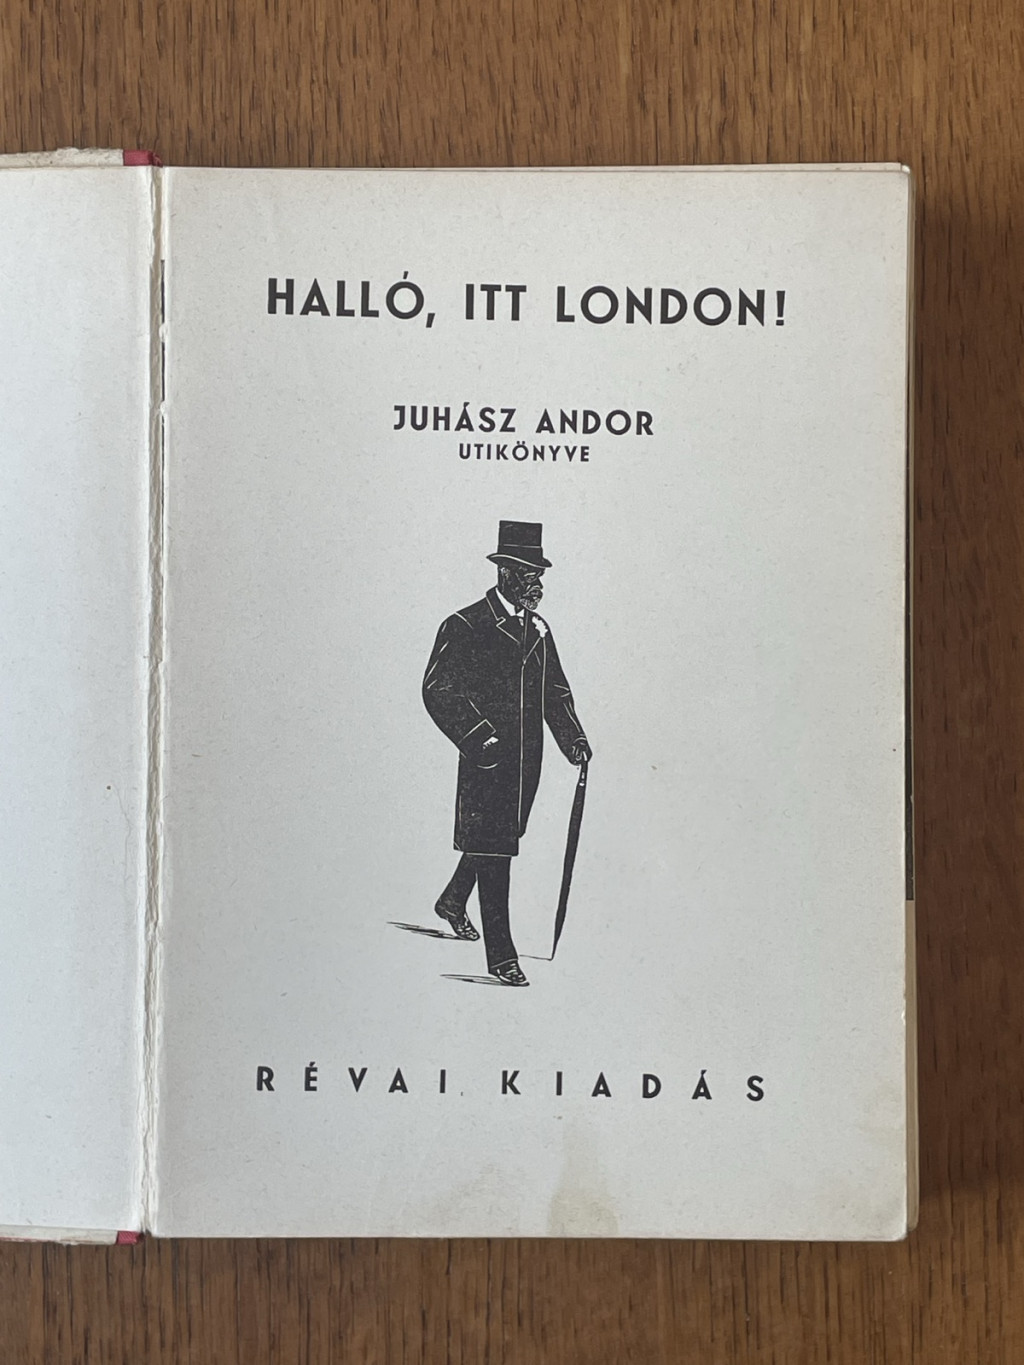 HALLÓ, ITT LONDON!
JUHÁSZ ANDOR
UTIKÖNYVE
RÉVAI KIADÁS